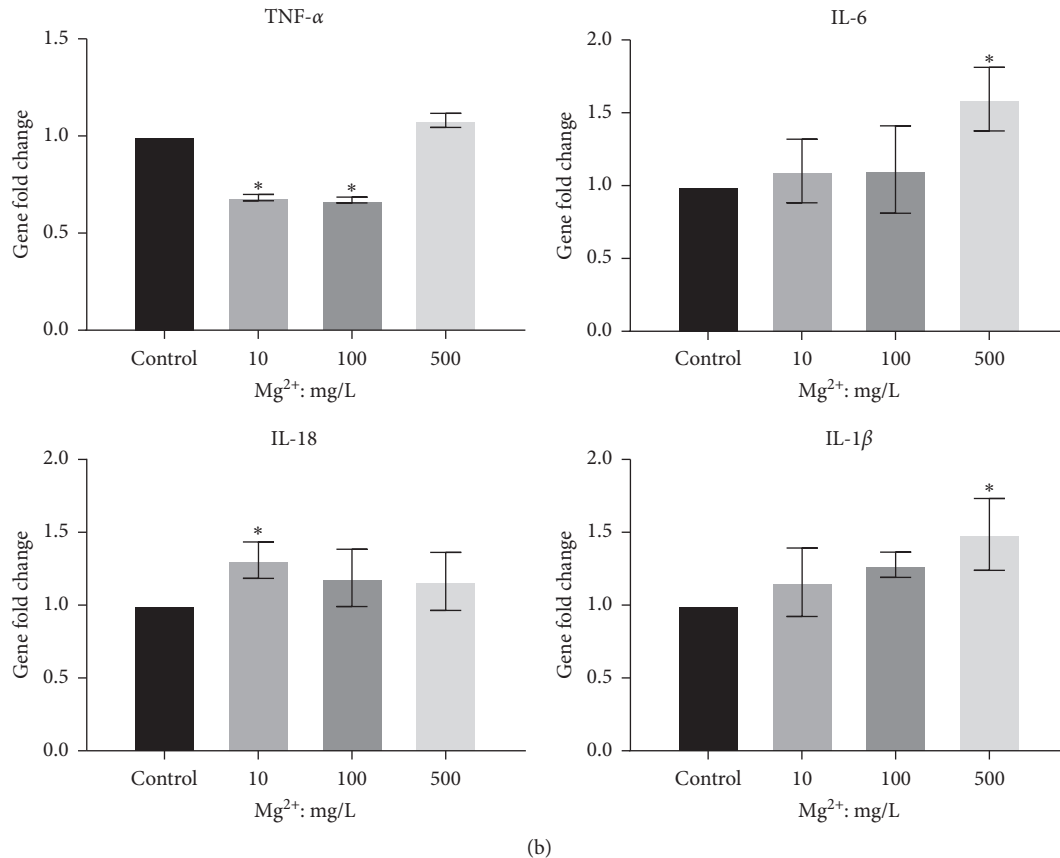 TNF-α
Gene fold change
1.5
1.0
0.5
0.0
*
*
Control 10 100 500
Mg²⁺: mg/L
IL-6
Gene fold change
2.0
1.5
1.0
0.5
0.0
*
Control 10 100 500
Mg²⁺: mg/L
IL-18
Gene fold change
2.0
1.5
1.0
0.5
0.0
*
Control 10 100 500
Mg²⁺: mg/L
IL-1β
Gene fold change
2.0
1.5
1.0
0.5
0.0
*
Control 10 100 500
Mg²⁺: mg/L
(b)